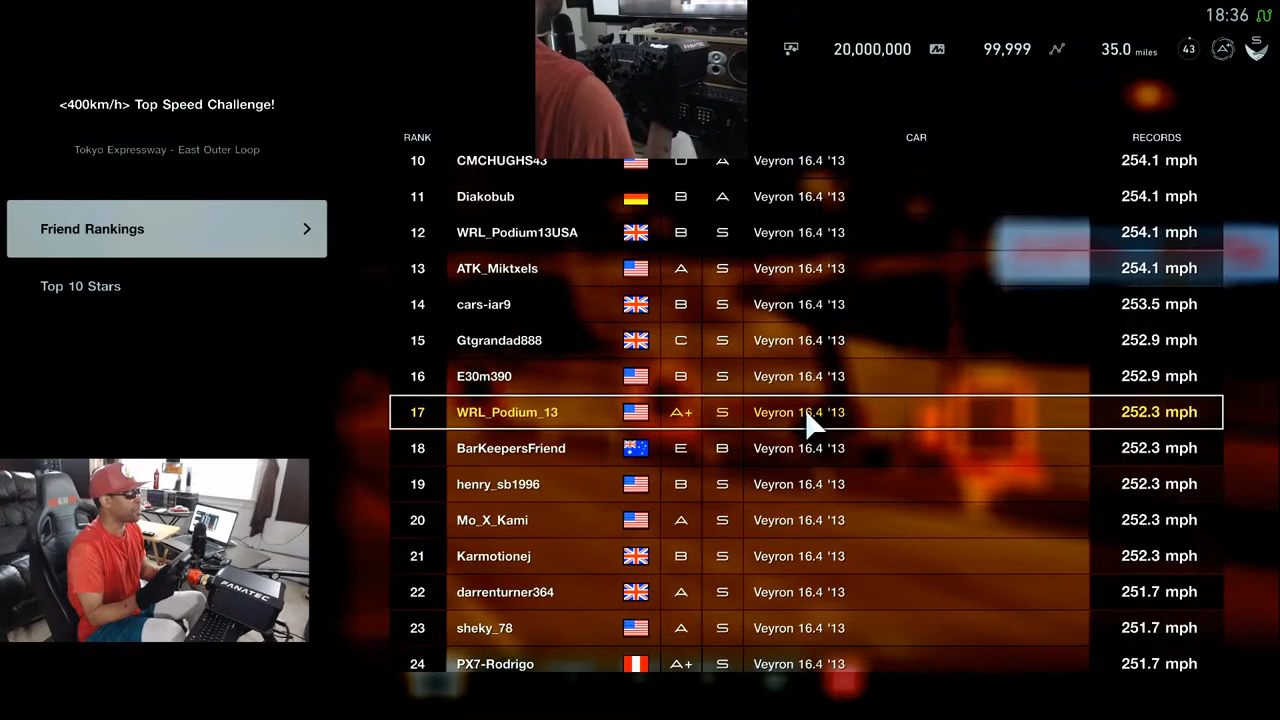 18:36
20,000,000 99,999 35.0 miles 43 A+ S
<400km/h> Top Speed Challenge!
Tokyo Expressway - East Outer Loop
Friend Rankings
Top 10 Stars
RANK CAR RECORDS
10 CMCHUGHS43 A Veyron 16.4 '13 254.1 mph
11 Diakobub B A Veyron 16.4 '13 254.1 mph
12 WRL_Podium13USA B S Veyron 16.4 '13 254.1 mph
13 ATK_Miktxels A S Veyron 16.4 '13 254.1 mph
14 cars-iar9 B S Veyron 16.4 '13 253.5 mph
15 Gtgrandad888 C S Veyron 16.4 '13 252.9 mph
16 E30m390 B S Veyron 16.4 '13 252.9 mph
17 WRL_Podium_13 A+ S Veyron 16.4 '13 252.3 mph
18 BarKeepersFriend E B Veyron 16.4 '13 252.3 mph
19 henry_sb1996 B S Veyron 16.4 '13 252.3 mph
20 Mo_X_Kami A S Veyron 16.4 '13 252.3 mph
21 Karmotionej B S Veyron 16.4 '13 252.3 mph
22 darrenturner364 A S Veyron 16.4 '13 251.7 mph
23 sheky_78 A S Veyron 16.4 '13 251.7 mph
24 PX7-Rodrigo A+ S Veyron 16.4 '13 251.7 mph
FANATEC
FANATEC